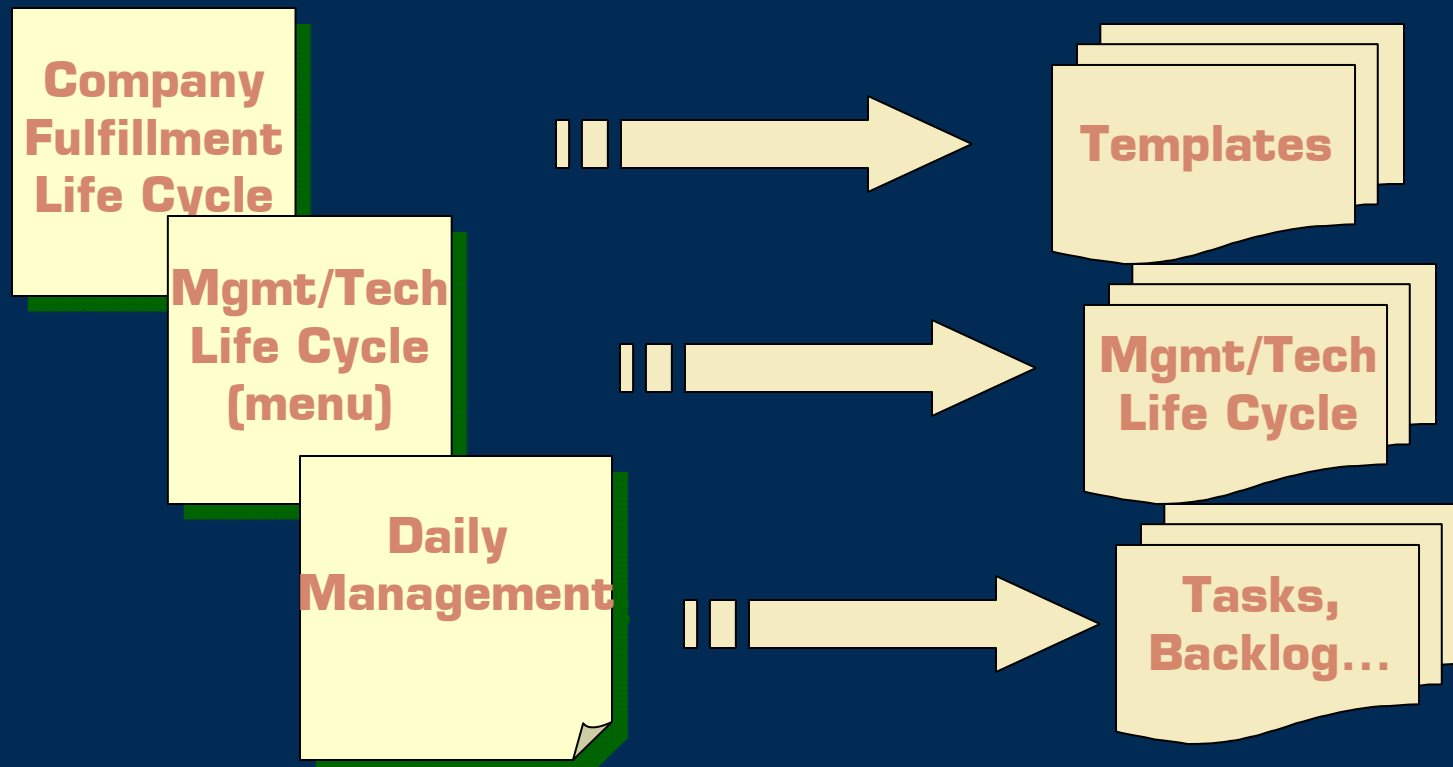 Company
Fulfillment
Life Cycle
Templates
Mgmt/Tech
Life Cycle
(menu)
Mgmt/Tech
Life Cycle
Daily
Management
Tasks,
Backlog...